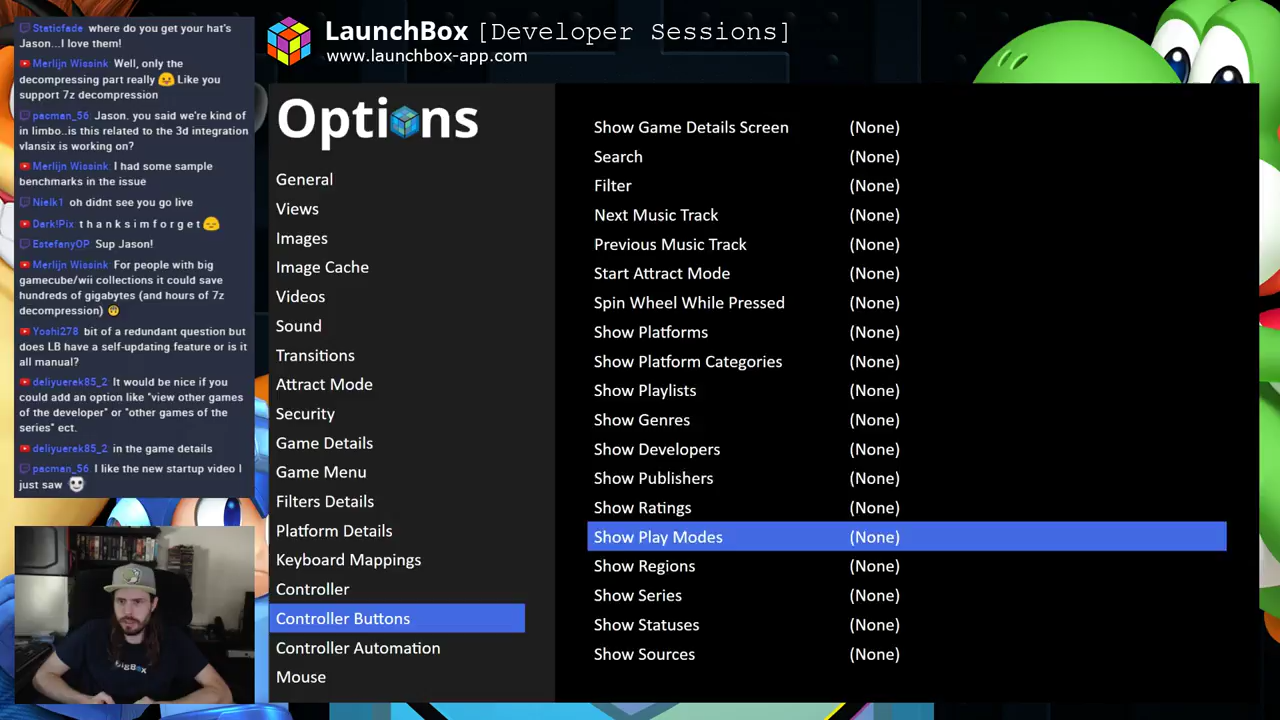 Staticfade where do you get your hat's
Jason...I love them!
Merlijn Wissink Well, only the
decompressing part really Like you
support 7z decompression
pacman_56 Jason. you said we're kind of
in limbo..is this related to the 3d integration
vlansix is working on?
Merlijn Wissink I had some sample
benchmarks in the issue
Nielk1 oh didnt see you go live
Dark!Pix t h a n k s i m f o r g e t
EstefanyOP Sup Jason!
Merlijn Wissink For people with big
gamecube/wii collections it could save
hundreds of gigabytes (and hours of 7z
decompression)
Yoshi278 bit of a redundant question but
does LB have a self-updating feature or is it
all manual?
deliyuerek85_2 It would be nice if you
could add an option like "view other games
of the developer" or "other games of the
series" ect.
deliyuerek85_2 in the game details
pacman_56 I like the new startup video I
just saw
LaunchBox [Developer Sessions]
www.launchbox-app.com
Options
General
Views
Images
Image Cache
Videos
Sound
Transitions
Attract Mode
Security
Game Details
Game Menu
Filters Details
Platform Details
Keyboard Mappings
Controller
Controller Buttons
Controller Automation
Mouse
Show Game Details Screen (None)
Search (None)
Filter (None)
Next Music Track (None)
Previous Music Track (None)
Start Attract Mode (None)
Spin Wheel While Pressed (None)
Show Platforms (None)
Show Platform Categories (None)
Show Playlists (None)
Show Genres (None)
Show Developers (None)
Show Publishers (None)
Show Ratings (None)
Show Play Modes (None)
Show Regions (None)
Show Series (None)
Show Statuses (None)
Show Sources (None)
BIGBOX